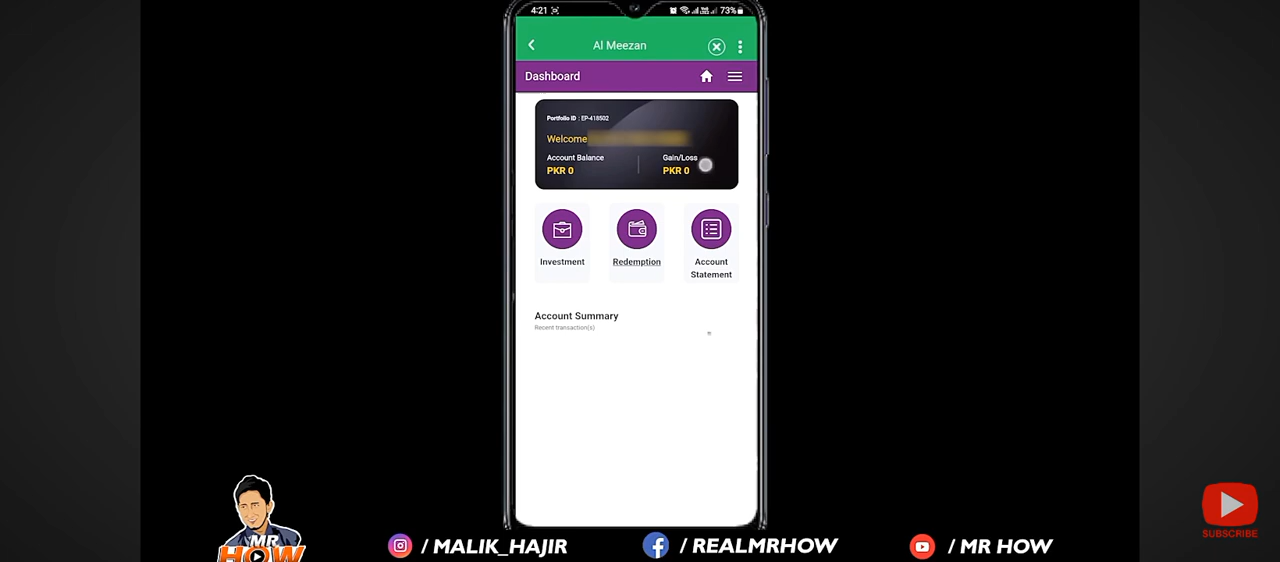 4:21
73%
Al Meezan
Dashboard
Portfolio ID : EP-418502
Welcome
Account Balance
Gain/Loss
PKR 0
PKR 0
Investment
Redemption
Account
Statement
Account Summary
Recent transaction(s)
MR
HOW
/ MALIK_HAJIR
/ REALMRHOW
/ MR HOW
SUBSCRIBE